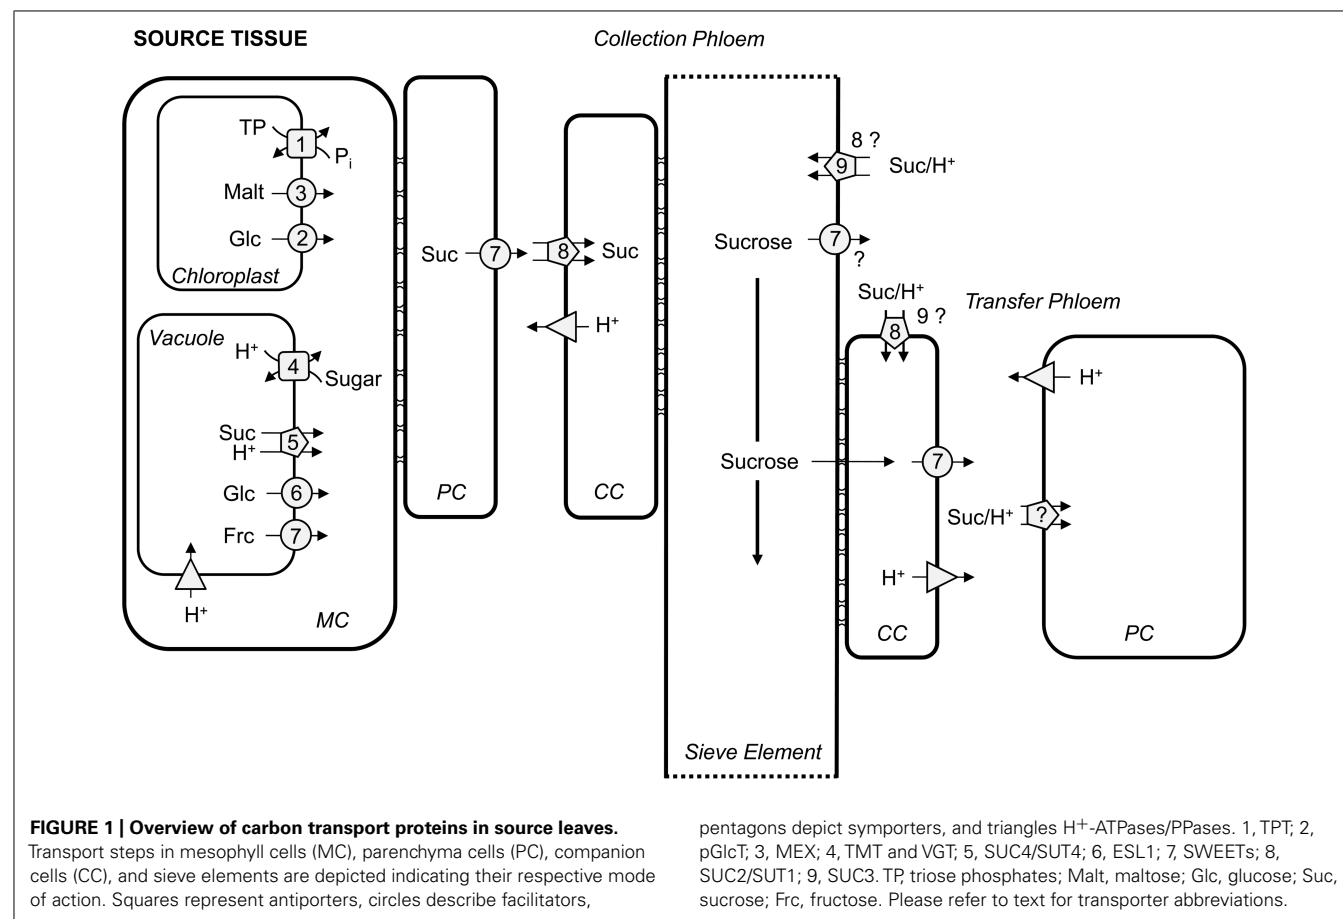 SOURCE TISSUE
Collection Phloem
TP
1
Pi
Malt
3
Glc
2
Chloroplast
Vacuole
H+
4
Sugar
Suc
H+
5
Glc
6
Frc
7
H+
MC
Suc
7
PC
8
Suc
H+
CC
8 ?
9
Suc/H+
Sucrose
7
?
Sucrose
Sieve Element
Suc/H+
9 ?
8
Transfer Phloem
7
H+
CC
H+
Suc/H+
?
PC
FIGURE 1 | Overview of carbon transport proteins in source leaves.
Transport steps in mesophyll cells (MC), parenchyma cells (PC), companion
cells (CC), and sieve elements are depicted indicating their respective mode
of action. Squares represent antiporters, circles describe facilitators,
pentagons depict symporters, and triangles H+-ATPases/PPases. 1, TPT; 2,
pGlcT; 3, MEX; 4, TMT and VGT; 5, SUC4/SUT4; 6, ESL1; 7, SWEETs; 8,
SUC2/SUT1; 9, SUC3. TP, triose phosphates; Malt, maltose; Glc, glucose; Suc,
sucrose; Frc, fructose. Please refer to text for transporter abbreviations.